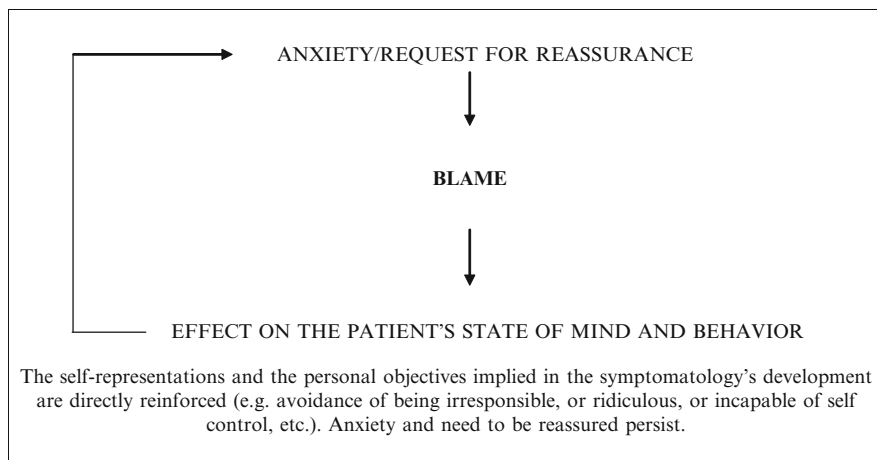 ANXIETY/REQUEST FOR REASSURANCE
BLAME
EFFECT ON THE PATIENT'S STATE OF MIND AND BEHAVIOR
The self-representations and the personal objectives implied in the symptomatology's development
are directly reinforced (e.g. avoidance of being irresponsible, or ridiculous, or incapable of self
control, etc.). Anxiety and need to be reassured persist.